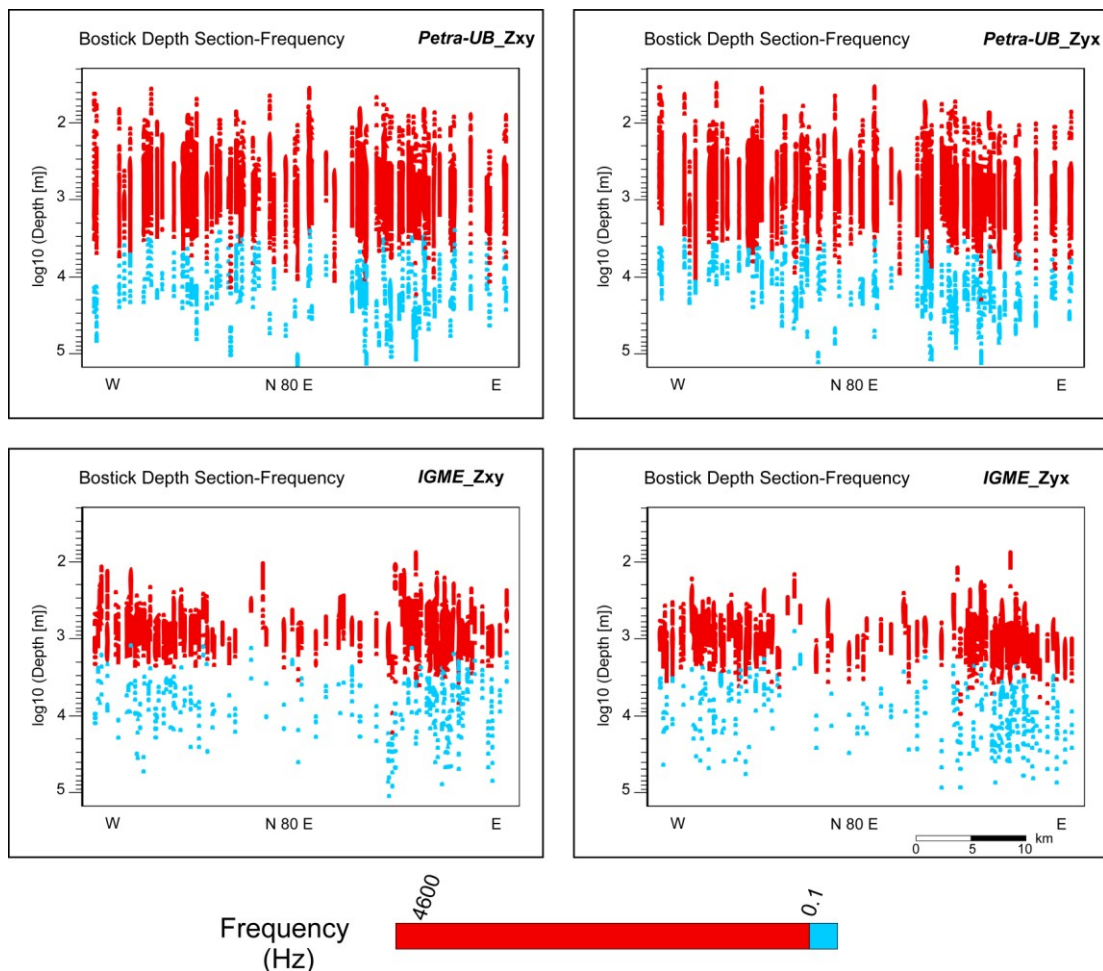 Bostick Depth Section-Frequency Petra-UB_Zxy
log10 (Depth [m])
2
3
4
5
W N 80 E E
Bostick Depth Section-Frequency Petra-UB_Zyx
log10 (Depth [m])
2
3
4
5
W N 80 E E
Bostick Depth Section-Frequency IGME_Zxy
log10 (Depth [m])
2
3
4
5
W N 80 E E
Bostick Depth Section-Frequency IGME_Zyx
log10 (Depth [m])
2
3
4
5
W N 80 E E
km
0 5 10
4600 0.1
Frequency
(Hz)